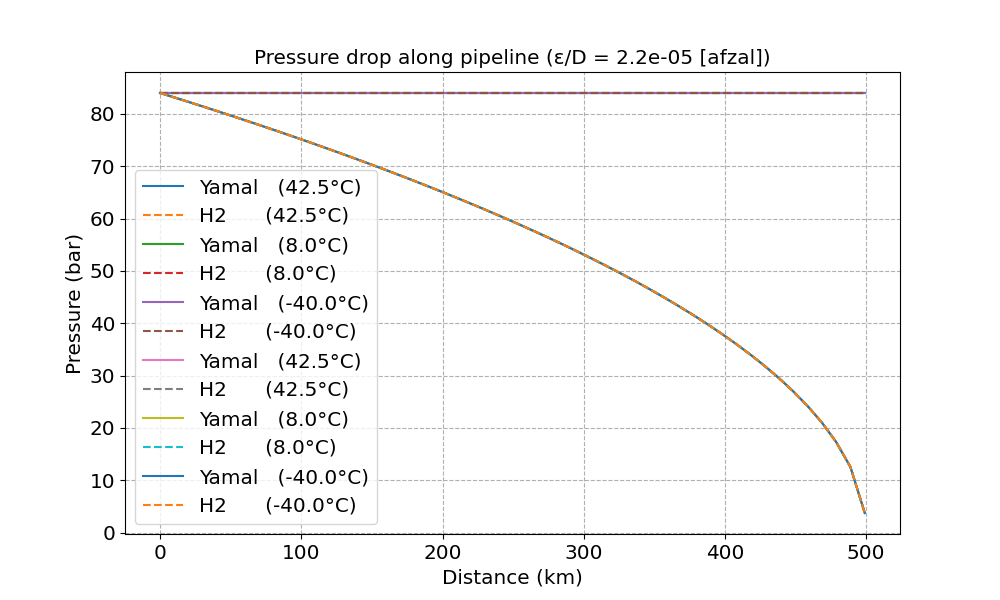 Pressure drop along pipeline (ε/D = 2.2e-05 [afzal])
Pressure (bar)
80
70
60
50
40
30
20
10
0
Yamal (42.5°C)
H2 (42.5°C)
Yamal (8.0°C)
H2 (8.0°C)
Yamal (-40.0°C)
H2 (-40.0°C)
Yamal (42.5°C)
H2 (42.5°C)
Yamal (8.0°C)
H2 (8.0°C)
Yamal (-40.0°C)
H2 (-40.0°C)
0 100 200 300 400 500
Distance (km)